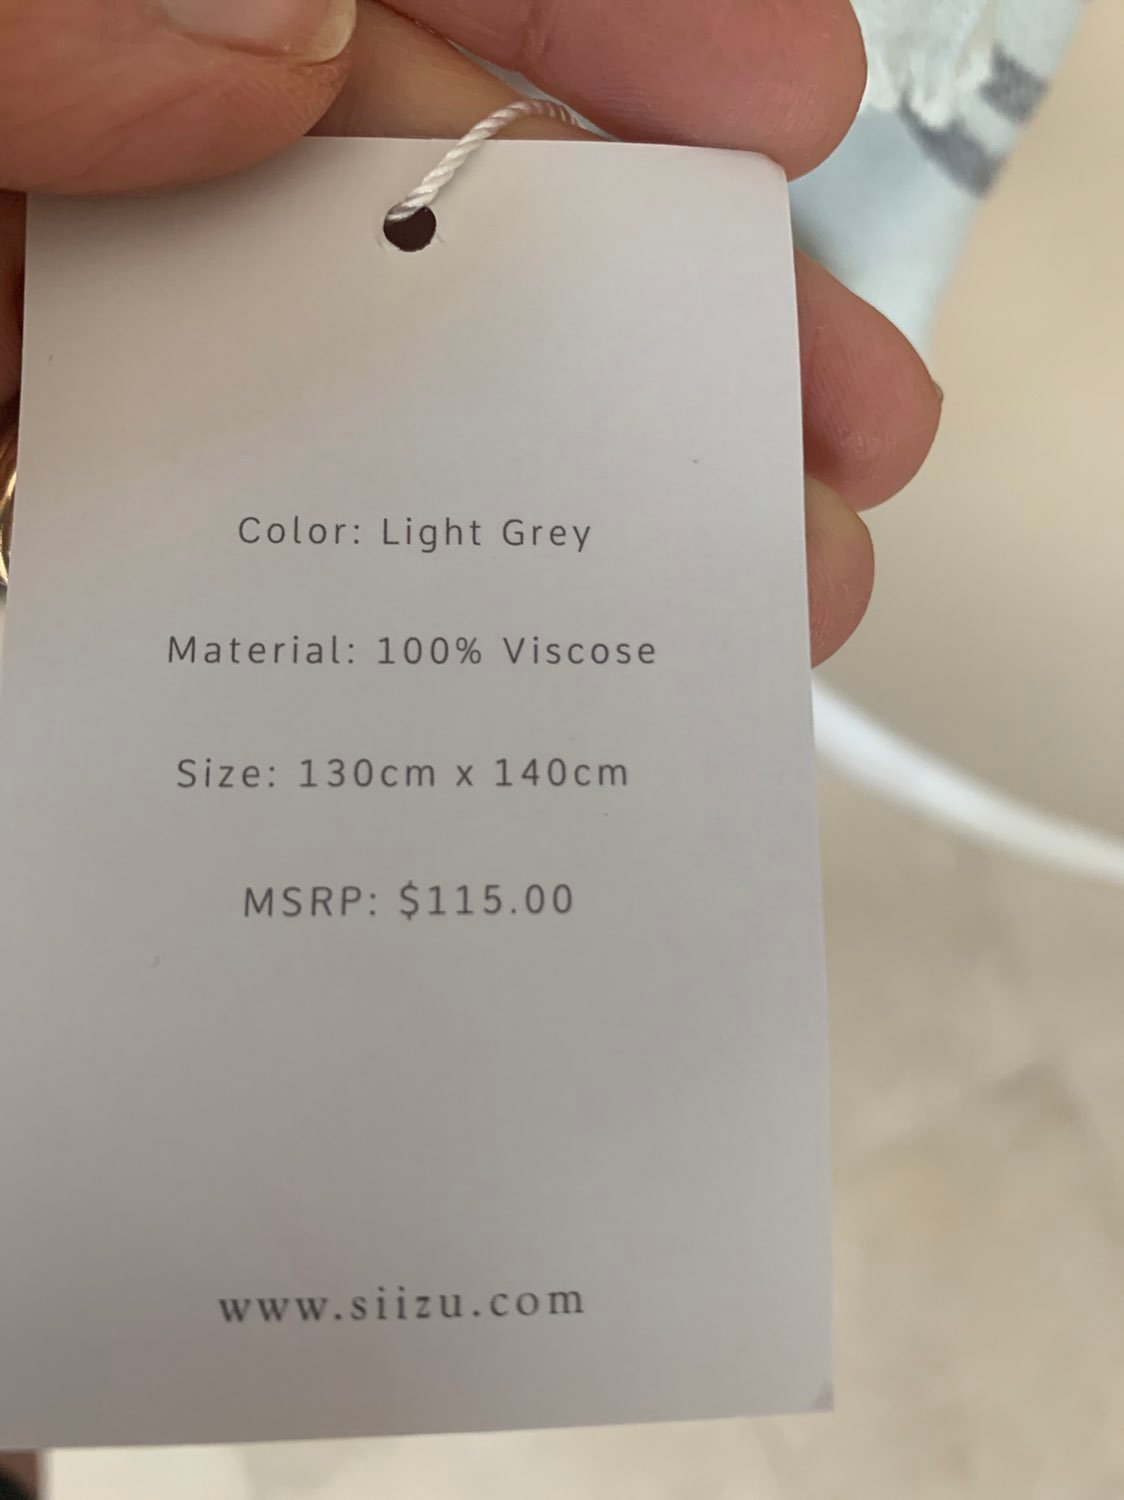 Color: Light Grey
Material: 100% Viscose
Size: 130cm x 140cm
MSRP: $115.00
www.siizu.com